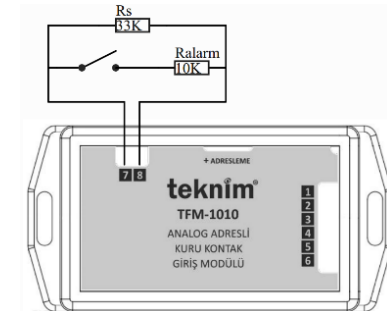 Rs
33K
Ralarm
10K
+ ADRESLEME
7 8
teknim®
TFM-1010
ANALOG ADRESLİ
KURU KONTAK
GİRİŞ MODÜLÜ
1
2
3
4
5
6